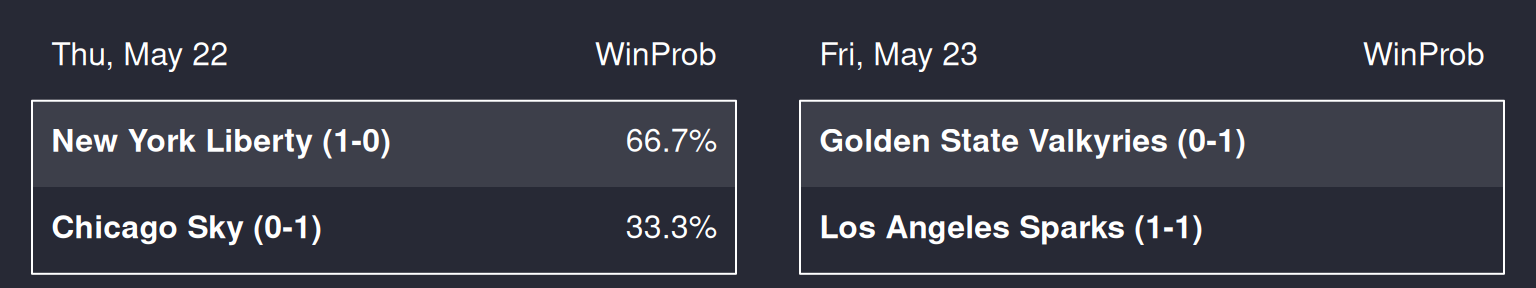 Thu, May 22 WinProb
New York Liberty (1-0) 66.7%
Chicago Sky (0-1) 33.3%
Fri, May 23 WinProb
Golden State Valkyries (0-1)
Los Angeles Sparks (1-1)